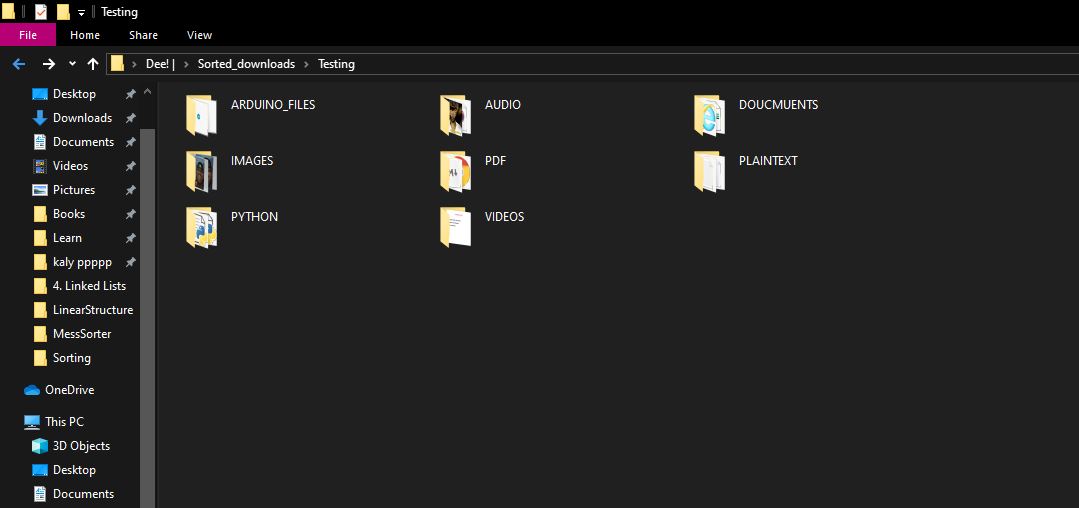 Testing
File Home Share View
Dee! | > Sorted_downloads > Testing
Desktop
Downloads
Documents
Videos
Pictures
Books
Learn
kaly ppppp
4. Linked Lists
LinearStructure
MessSorter
Sorting
OneDrive
This PC
3D Objects
Desktop
Documents
ARDUINO_FILES AUDIO DOUCMUENTS
IMAGES PDF PLAINTEXT
PYTHON VIDEOS